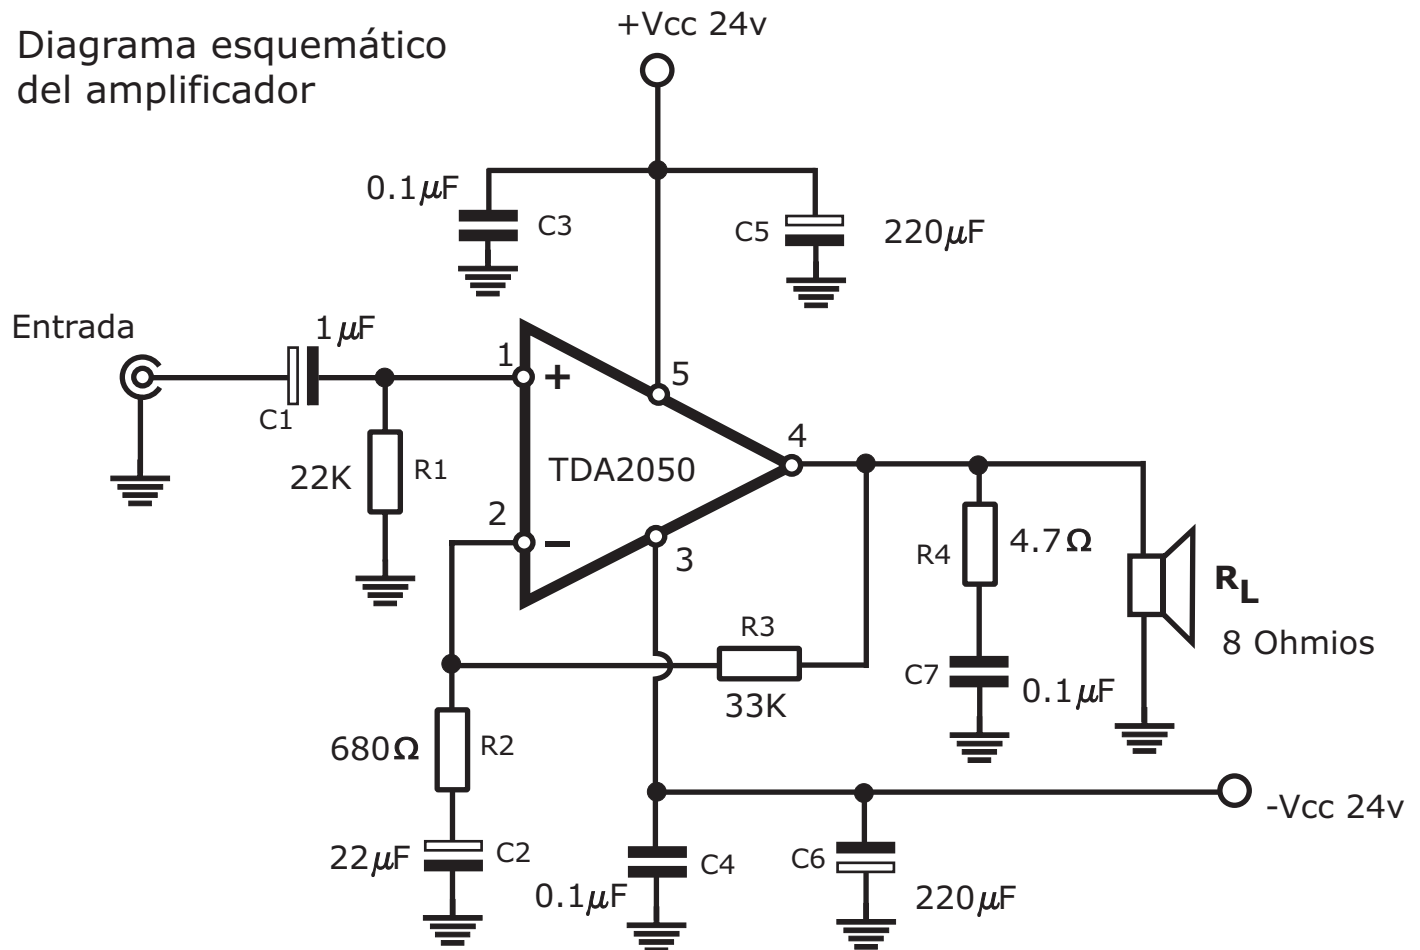 Diagrama esquemático
del amplificador
+Vcc 24v
0.1μF
C3
C5
220μF
Entrada
1μF
C1
1
+
5
4
22K
R1
TDA2050
2
−
3
R4
4.7Ω
RL
8 Ohmios
R3
33K
C7
0.1μF
680Ω
R2
-Vcc 24v
22μF
C2
0.1μF
C4
C6
220μF